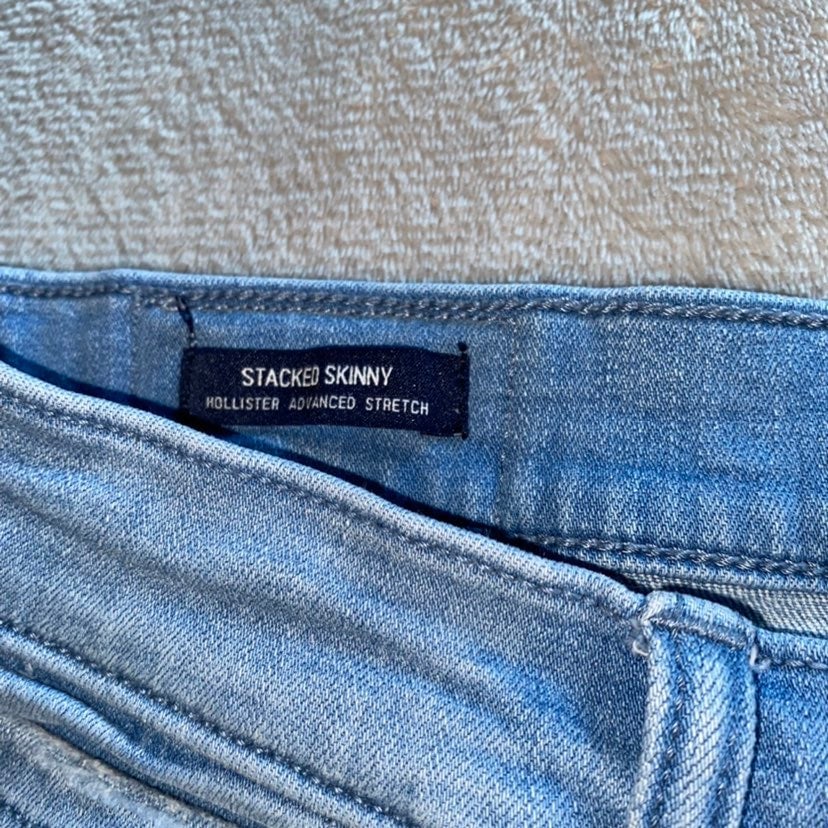 STACKED SKINNY
HOLLISTER ADVANCED STRETCH